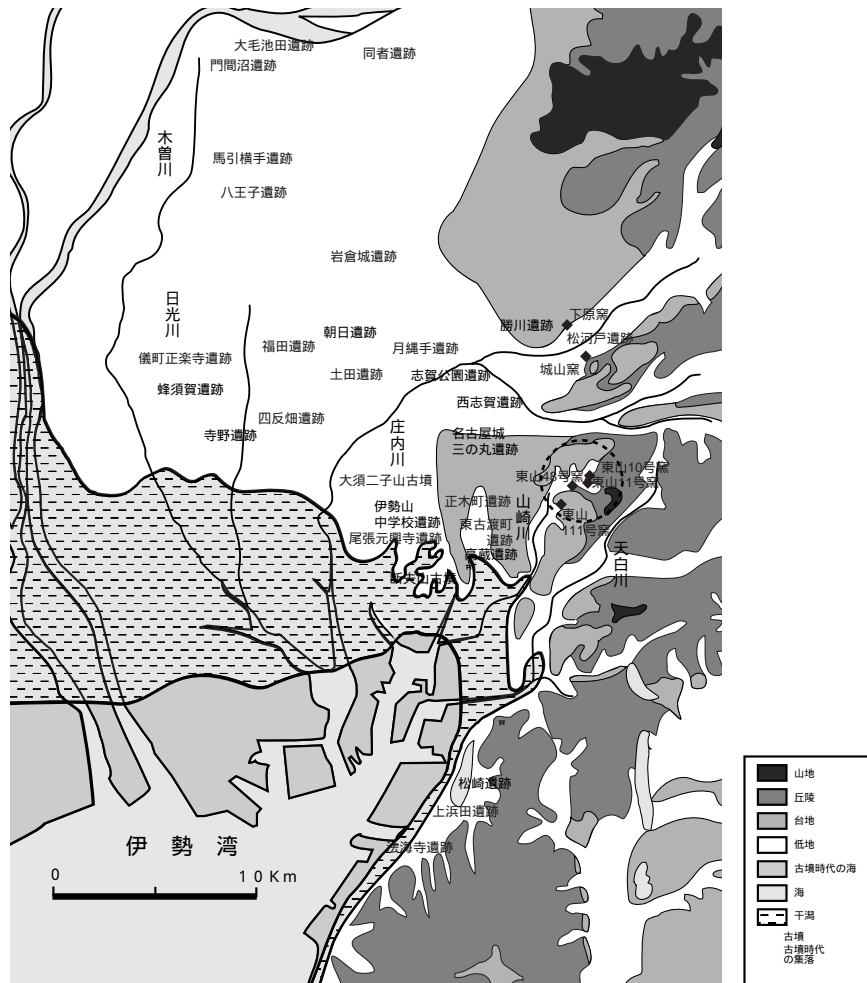 大毛池田遺跡
同者遺跡
門間沼遺跡
木曽川
馬引横手遺跡
八王子遺跡
岩倉城遺跡
日光川
下原窯
勝川遺跡
朝日遺跡
松河戸遺跡
福田遺跡
月縄手遺跡
儀町正楽寺遺跡
城山窯
土田遺跡
志賀公園遺跡
蜂須賀遺跡
西志賀遺跡
四反畑遺跡
庄内川
寺野遺跡
名古屋城
三の丸遺跡
東山10号窯
東山48号窯
東山11号窯
大須二子山古墳
山崎川
正木町遺跡
伊勢山
中学校遺跡
東山
111号窯
東古渡町
遺跡
尾張元興寺遺跡
高蔵遺跡
天白川
断夫山古墳
松崎遺跡
上浜田遺跡
法海寺遺跡
伊勢湾
0
10Km
山地
丘陵
台地
低地
古墳時代の海
海
干潟
古墳
古墳時代
の集落